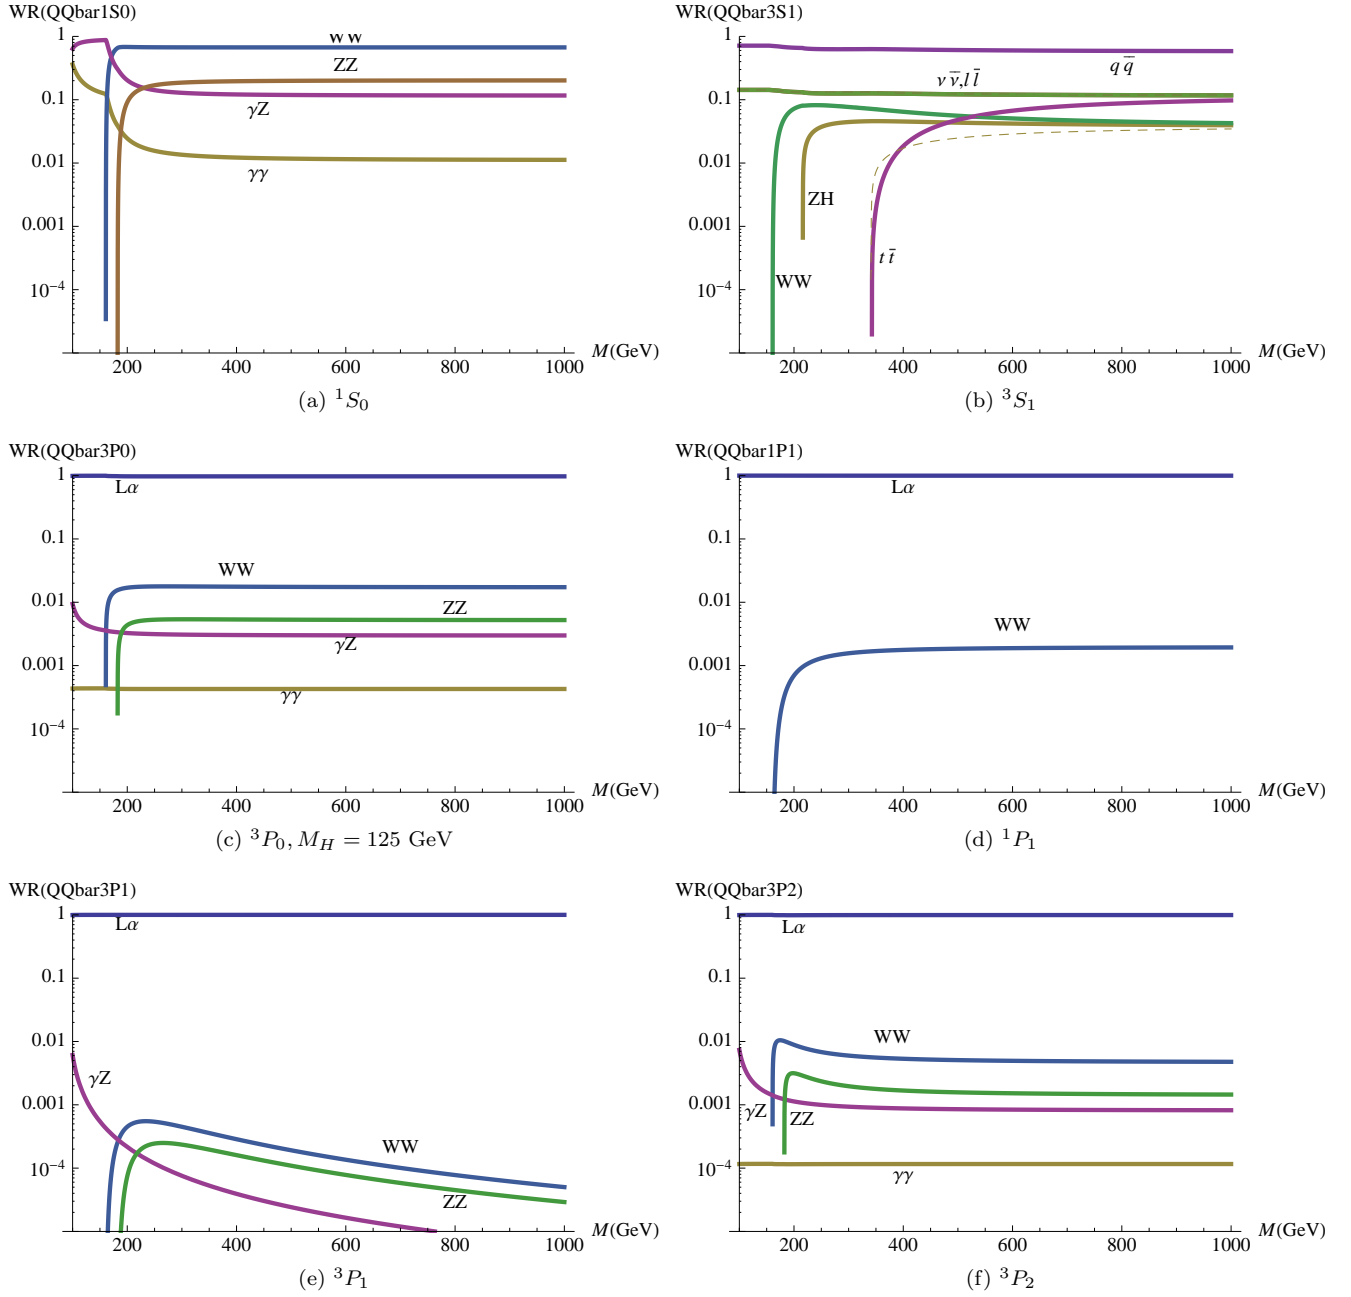 WR(QQbar1S0)
1
0.1
0.01
0.001
10⁻⁴
WW
ZZ
γZ
γγ
200 400 600 800 1000
M(GeV)
(a) ¹S₀
WR(QQbar3S1)
1
0.1
0.01
0.001
10⁻⁴
q q̄
ν ν̄,l l̄
ZH
t t̄
WW
200 400 600 800 1000
M(GeV)
(b) ³S₁
WR(QQbar3P0)
1
0.1
0.01
0.001
10⁻⁴
Lα
WW
ZZ
γZ
γγ
200 400 600 800 1000
M(GeV)
(c) ³P₀, M_H = 125 GeV
WR(QQbar1P1)
1
0.1
0.01
0.001
10⁻⁴
Lα
WW
200 400 600 800 1000
M(GeV)
(d) ¹P₁
WR(QQbar3P1)
1
0.1
0.01
0.001
10⁻⁴
Lα
γZ
WW
ZZ
200 400 600 800 1000
M(GeV)
(e) ³P₁
WR(QQbar3P2)
1
0.1
0.01
0.001
10⁻⁴
Lα
WW
γZ
ZZ
γγ
200 400 600 800 1000
M(GeV)
(f) ³P₂